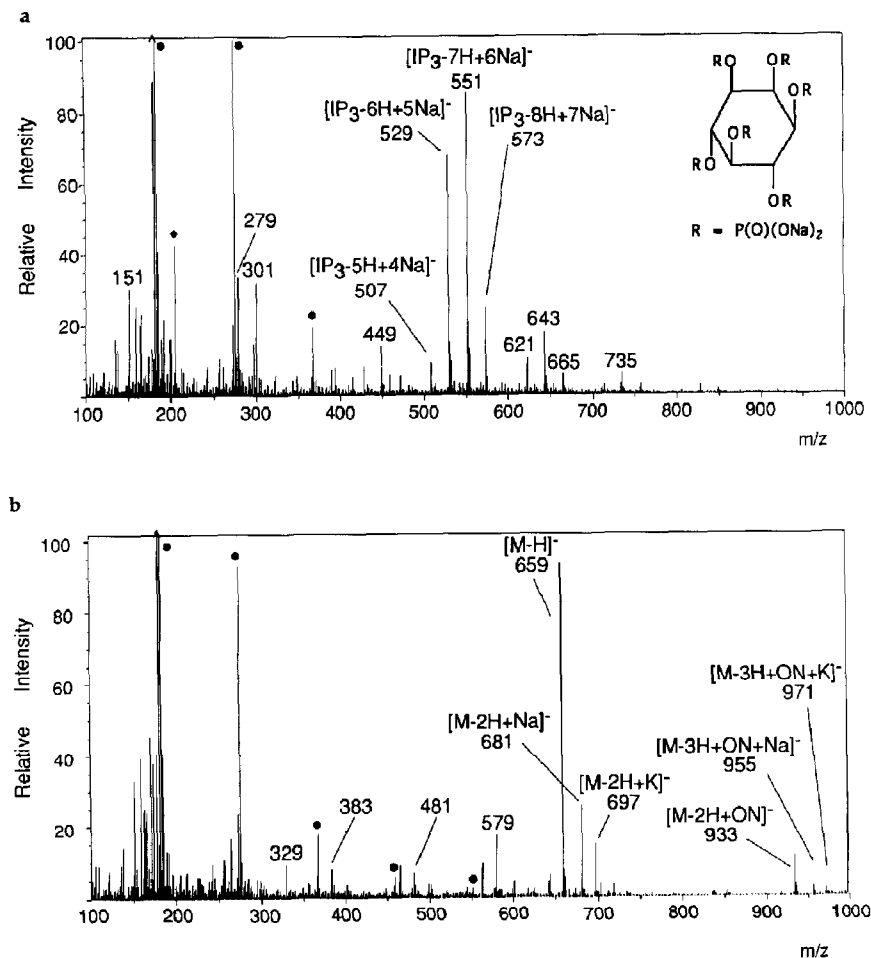 a
100
80
60
40
20
Relative Intensity
[IP3-7H+6Na]-
551
[IP3-6H+5Na]-
529
[IP3-8H+7Na]-
573
[IP3-5H+4Na]-
507
151
279
301
449
621
643
665
735
RO OR
OR
OR
RO
OR
R = P(O)(ONa)2
100 200 300 400 500 600 700 800 900 1000
m/z
b
100
80
60
40
20
Relative Intensity
[M-H]-
659
[M-2H+Na]-
681
[M-2H+K]-
697
[M-3H+ON+K]-
971
[M-3H+ON+Na]-
955
[M-2H+ON]-
933
329
383
481
579
100 200 300 400 500 600 700 800 900 1000
m/z